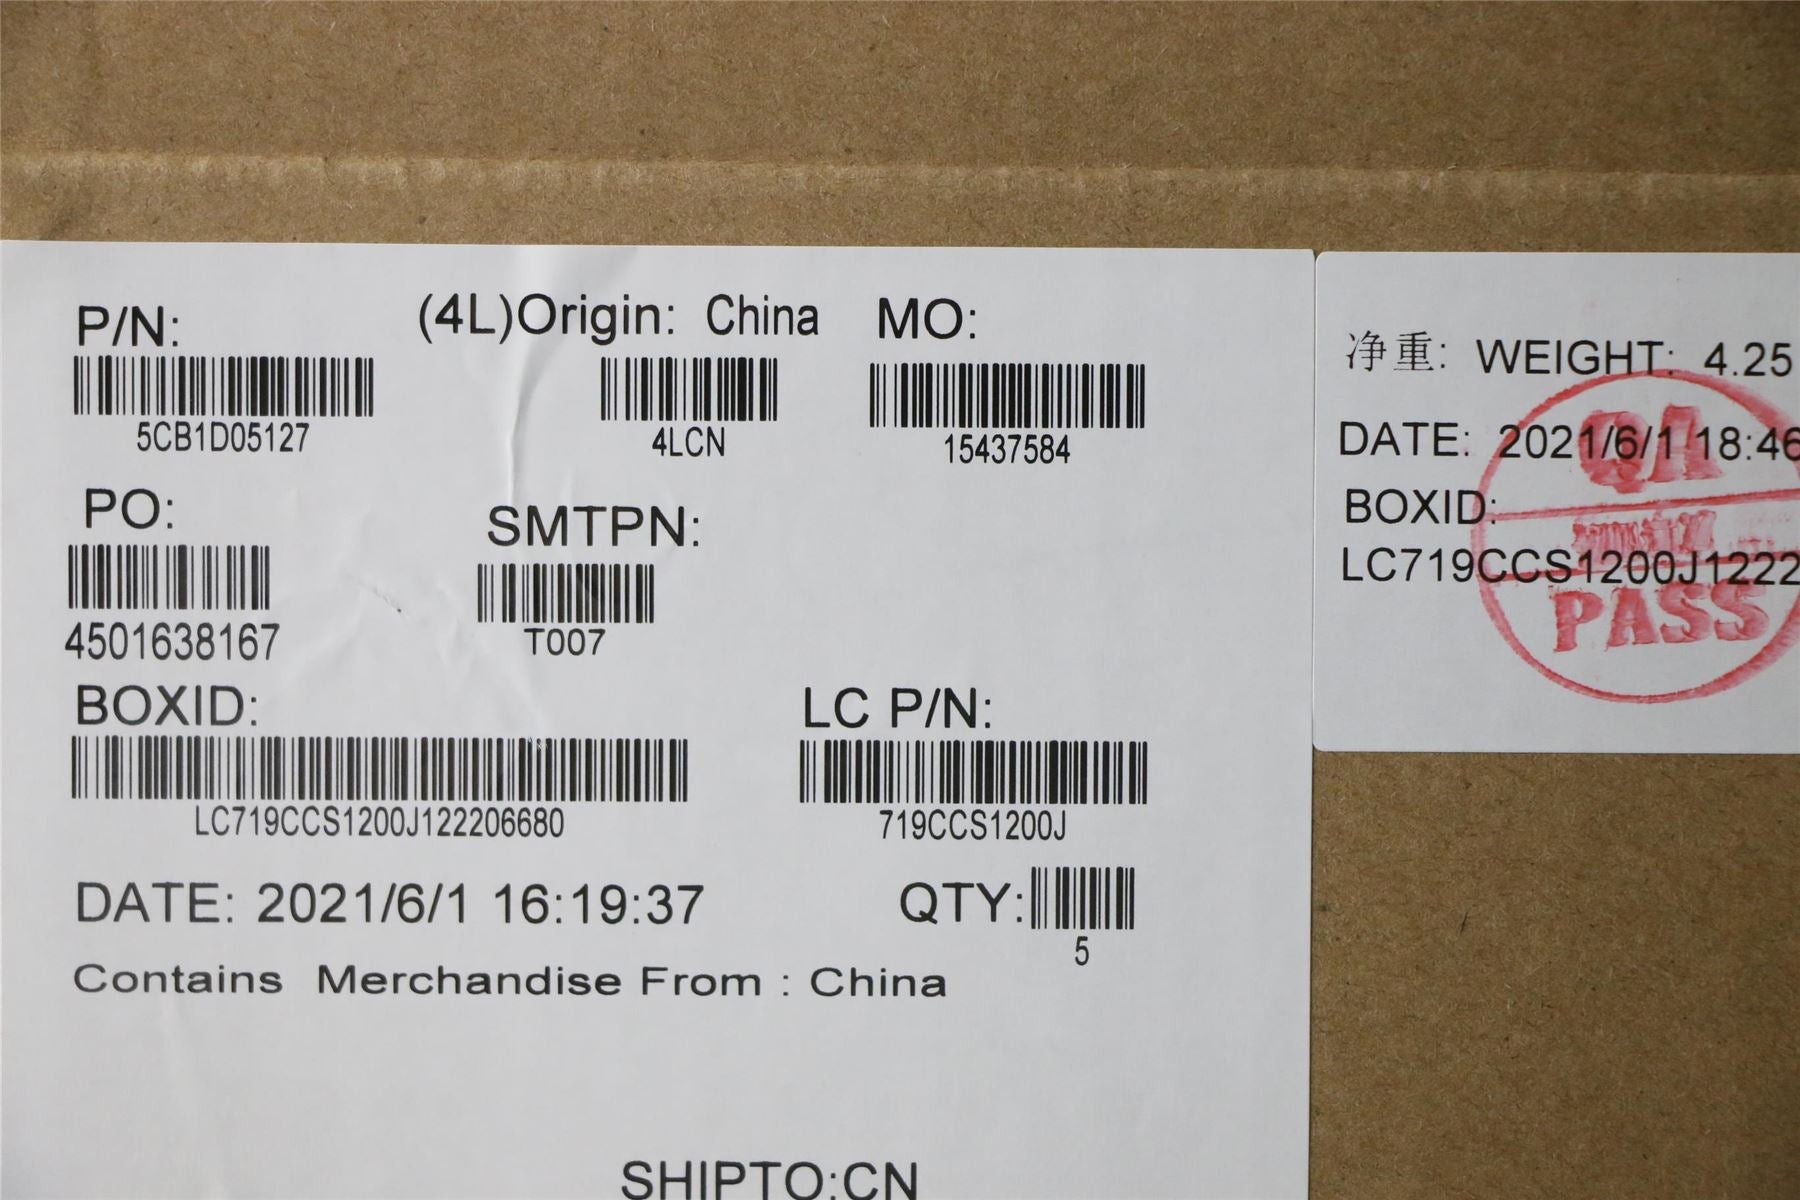 P/N:
5CB1D05127
(4L)Origin: China
4LCN
MO:
15437584
PO:
4501638167
SMTPN:
T007
BOXID:
LC719CCS1200J122206680
LC P/N:
719CCS1200J
DATE: 2021/6/1 16:19:37
QTY:
5
Contains Merchandise From : China
SHIPTO:CN
净重: WEIGHT: 4.25
DATE: 2021/6/1 18:46
BOXID:
LC719CCS1200J1222
QA
PASS